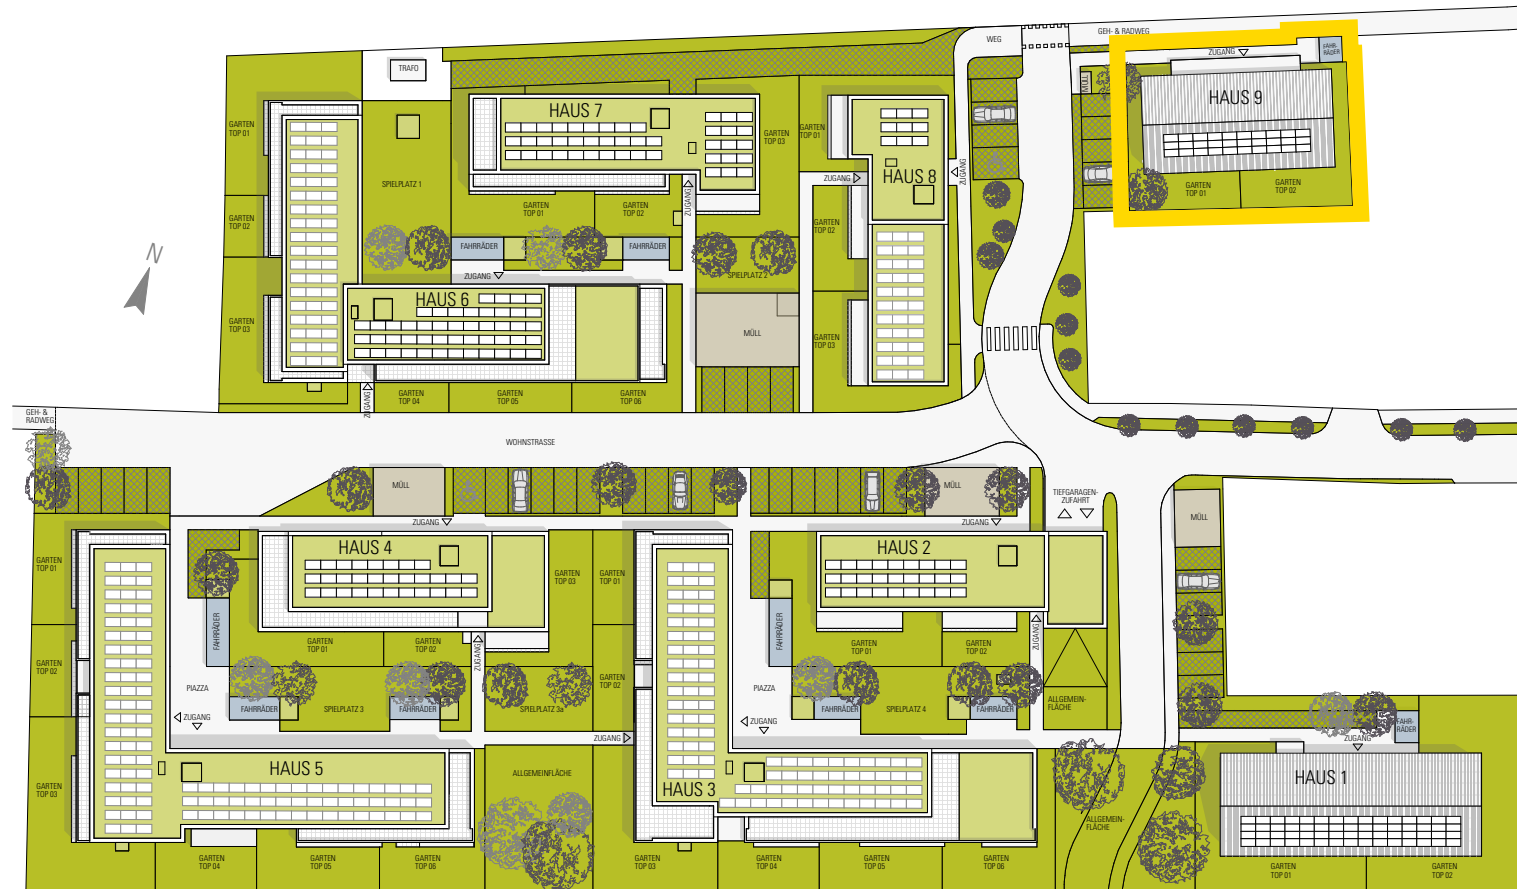 WEG
GEH- & RADWEG
ZUGANG
FAHR-
RÄDER
TRAFO
MÜLL
HAUS 9
HAUS 7
GARTEN
TOP 01
GARTEN
TOP 03
GARTEN
TOP 01
HAUS 8
ZUGANG
ZUGANG
SPIELPLATZ 1
GARTEN
TOP 01
GARTEN
TOP 02
ZUGANG
GARTEN
TOP 01
GARTEN
TOP 02
GARTEN
TOP 02
GARTEN
TOP 02
N
FAHRRÄDER
FAHRRÄDER
ZUGANG
SPIELPLATZ 2
HAUS 6
GARTEN
TOP 03
MÜLL
GARTEN
TOP 03
ZUGANG
GARTEN
TOP 04
GARTEN
TOP 05
GARTEN
TOP 06
GEH- &
RADWEG
WOHNSTRASSE
MÜLL
MÜLL
TIEFGARAGEN-
ZUFAHRT
MÜLL
ZUGANG
ZUGANG
HAUS 4
HAUS 2
GARTEN
TOP 01
GARTEN
TOP 03
GARTEN
TOP 01
FAHRRÄDER
FAHRRÄDER
GARTEN
TOP 01
GARTEN
TOP 02
ZUGANG
GARTEN
TOP 01
GARTEN
TOP 02
ZUGANG
GARTEN
TOP 02
GARTEN
TOP 02
PIAZZA
PIAZZA
FAHRRÄDER
SPIELPLATZ 3
FAHRRÄDER
SPIELPLATZ 3a
FAHRRÄDER
SPIELPLATZ 4
FAHRRÄDER
ALLGEMEIN-
FLÄCHE
ZUGANG
ZUGANG
ZUGANG
ZUGANG
FAHR-
RÄDER
HAUS 5
ALLGEMEINFLÄCHE
HAUS 3
HAUS 1
GARTEN
TOP 03
ALLGEMEIN-
FLÄCHE
GARTEN
TOP 04
GARTEN
TOP 05
GARTEN
TOP 06
GARTEN
TOP 03
GARTEN
TOP 04
GARTEN
TOP 05
GARTEN
TOP 06
GARTEN
TOP 01
GARTEN
TOP 02